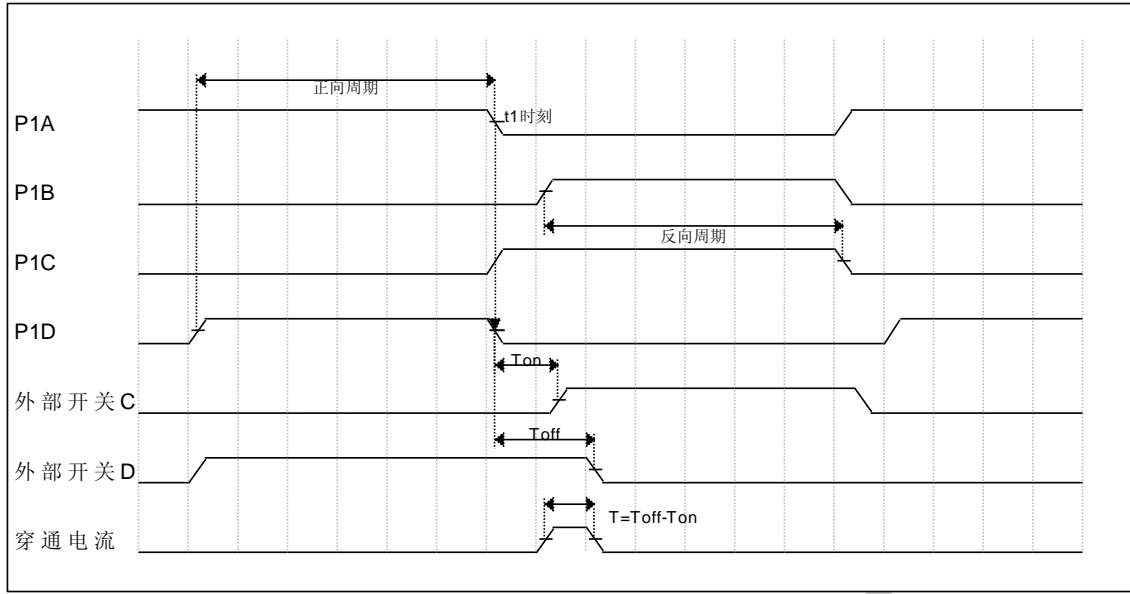 正向周期
t1时刻
P1A
P1B
反向周期
P1C
P1D
Ton
外部开关C
Toff
外部开关D
T=Toff-Ton
穿通电流